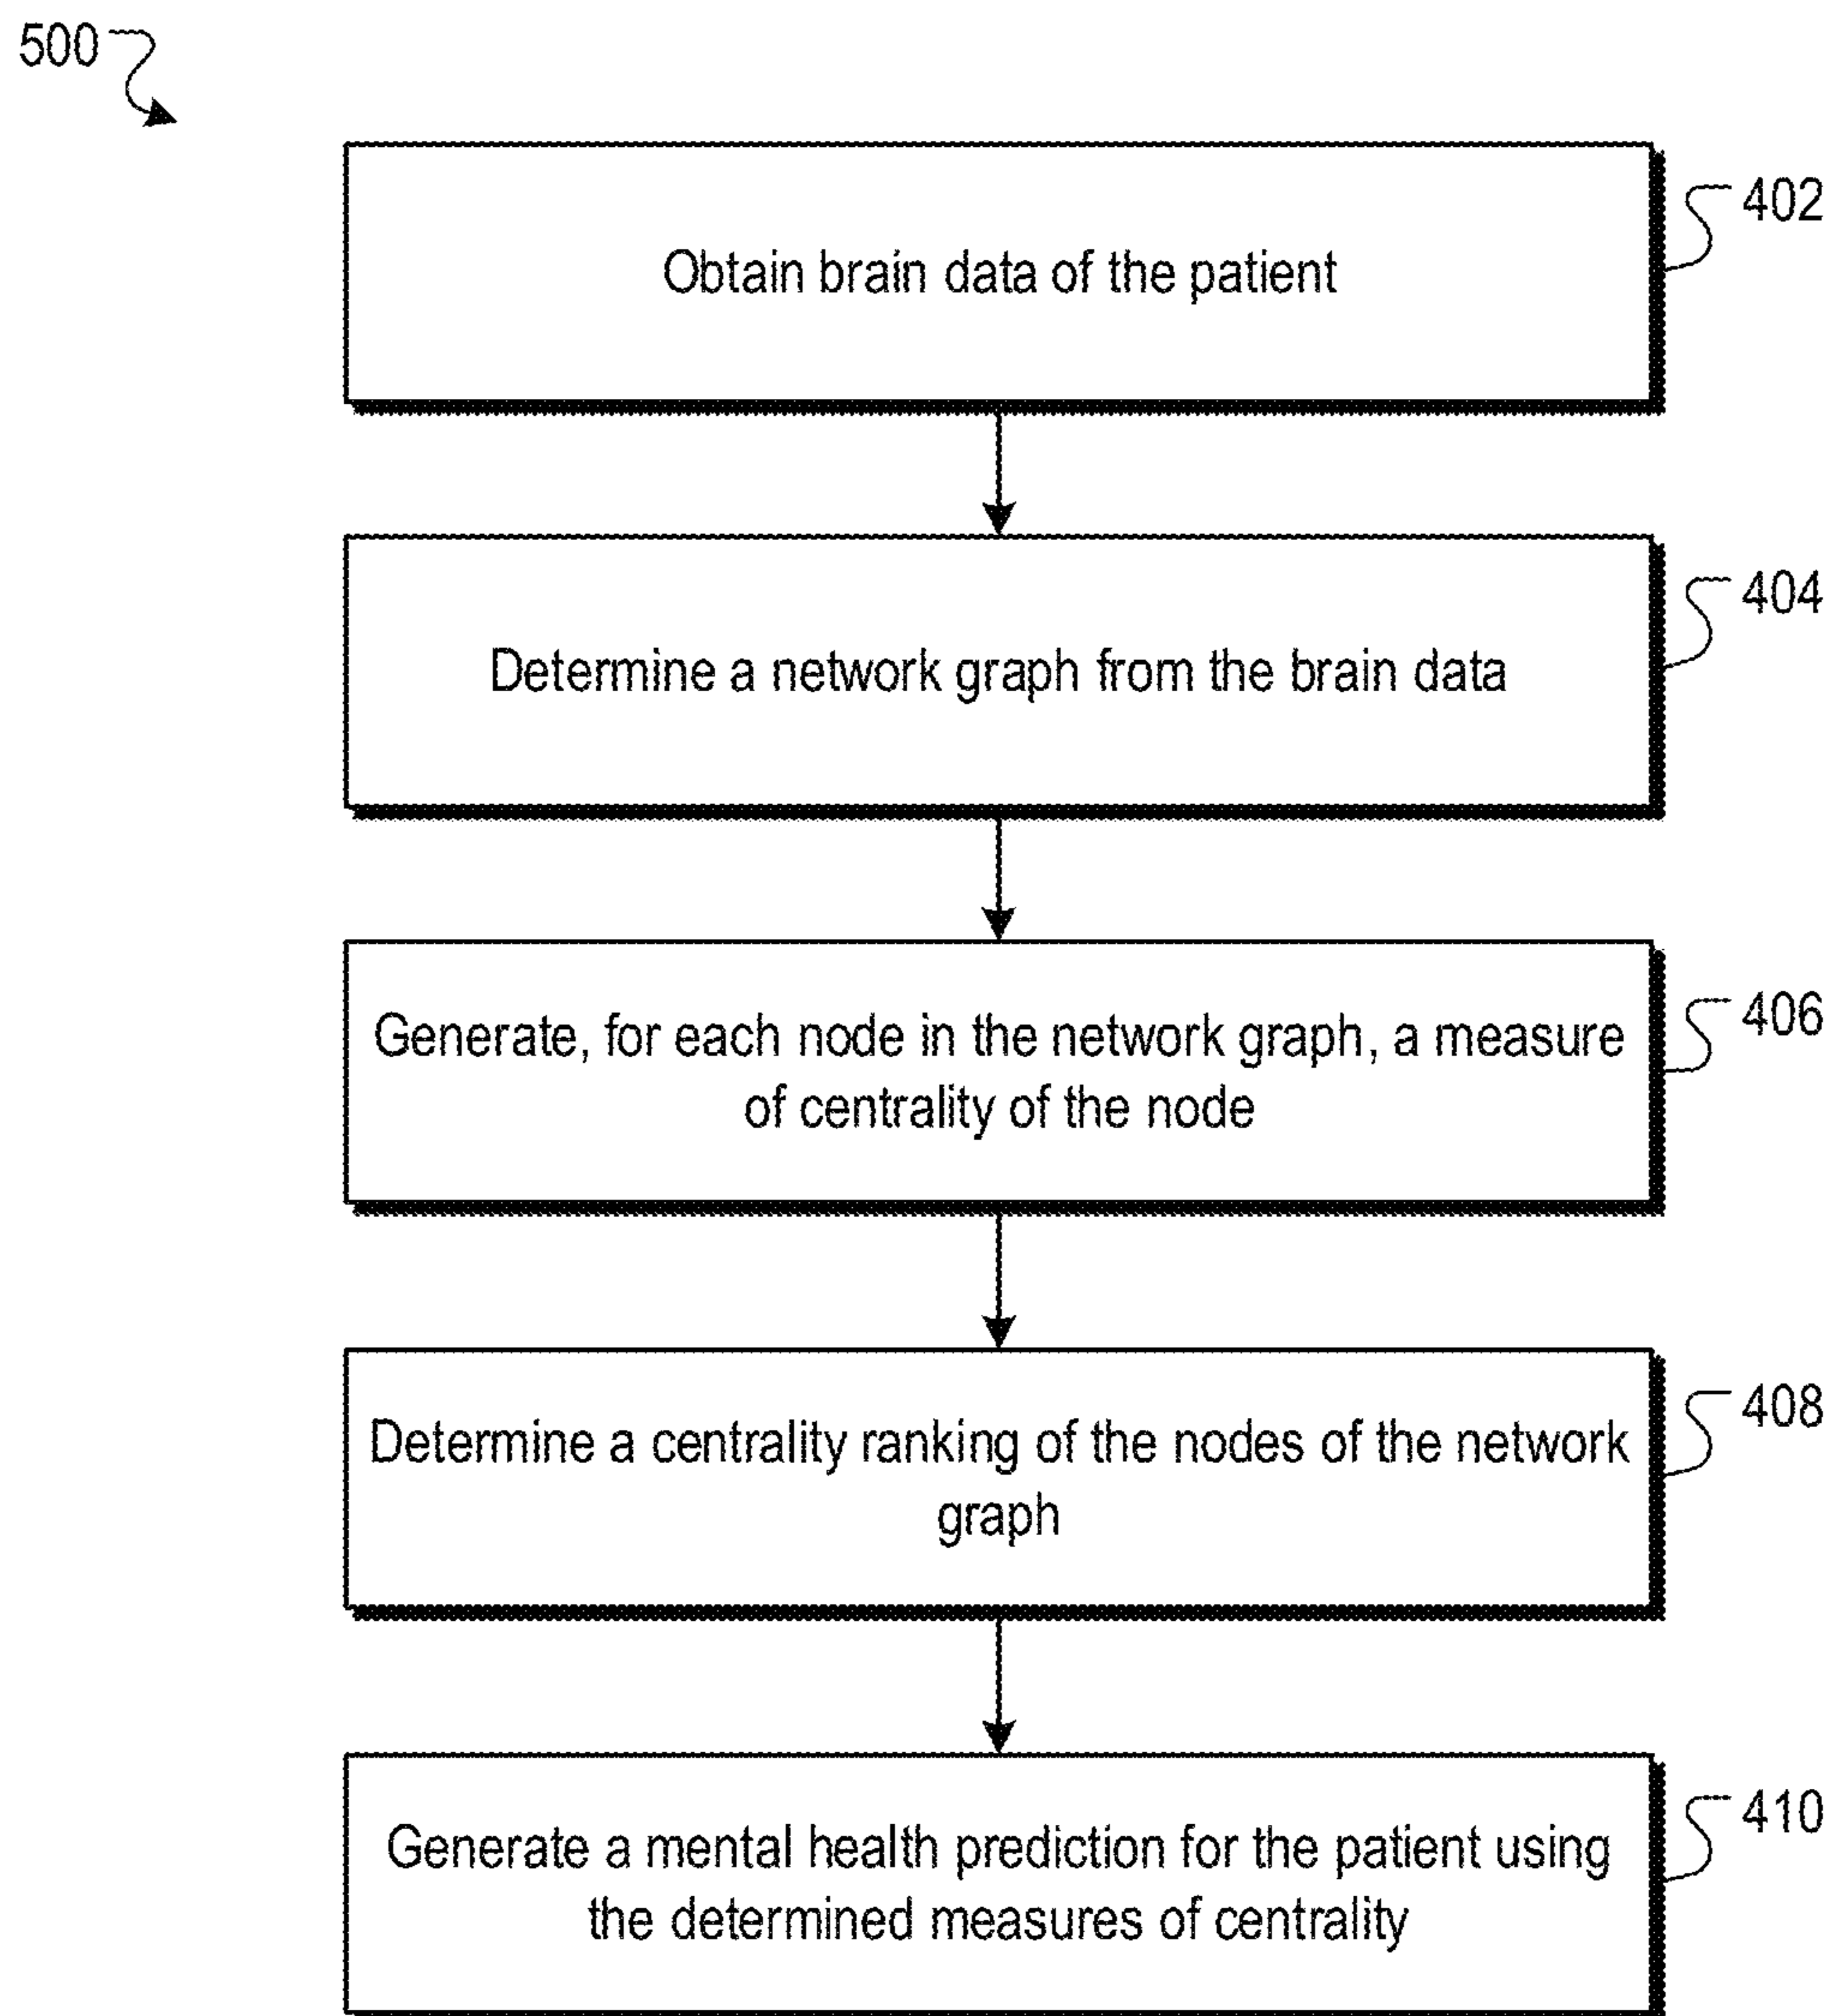 500
402
Obtain brain data of the patient
404
Determine a network graph from the brain data
406
Generate, for each node in the network graph, a measure
of centrality of the node
408
Determine a centrality ranking of the nodes of the network
graph
410
Generate a mental health prediction for the patient using
the determined measures of centrality